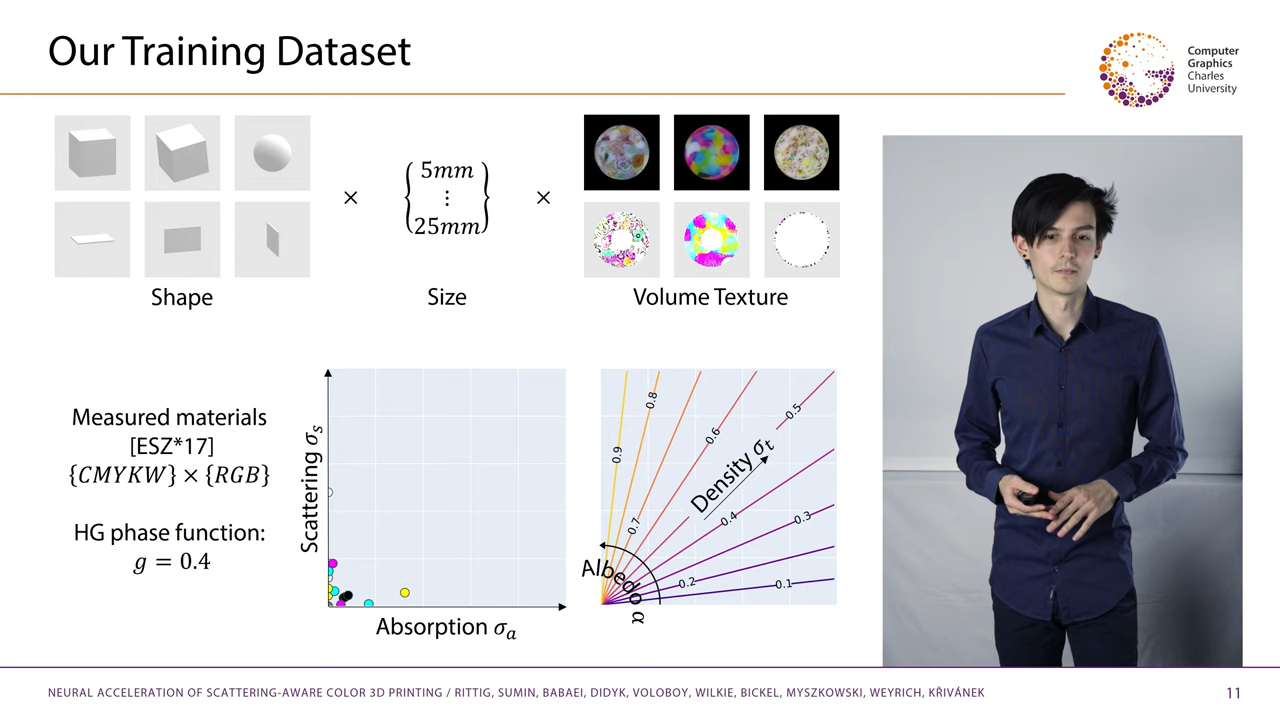 Our Training Dataset
Computer
Graphics
Charles
University
× { 5mm ⋮ 25mm } ×
Shape
Size
Volume Texture
Measured materials
[ESZ*17]
{CMYKW} × {RGB}
HG phase function:
g = 0.4
Scattering σs
Absorption σa
0.9
0.8
0.7
0.6
0.5
0.4
0.3
0.2
0.1
Density σt
Albedo α
NEURAL ACCELERATION OF SCATTERING-AWARE COLOR 3D PRINTING / RITTIG, SUMIN, BABAEI, DIDYK, VOLOBOY, WILKIE, BICKEL, MYSZKOWSKI, WEYRICH, KŘIVÁNEK
11